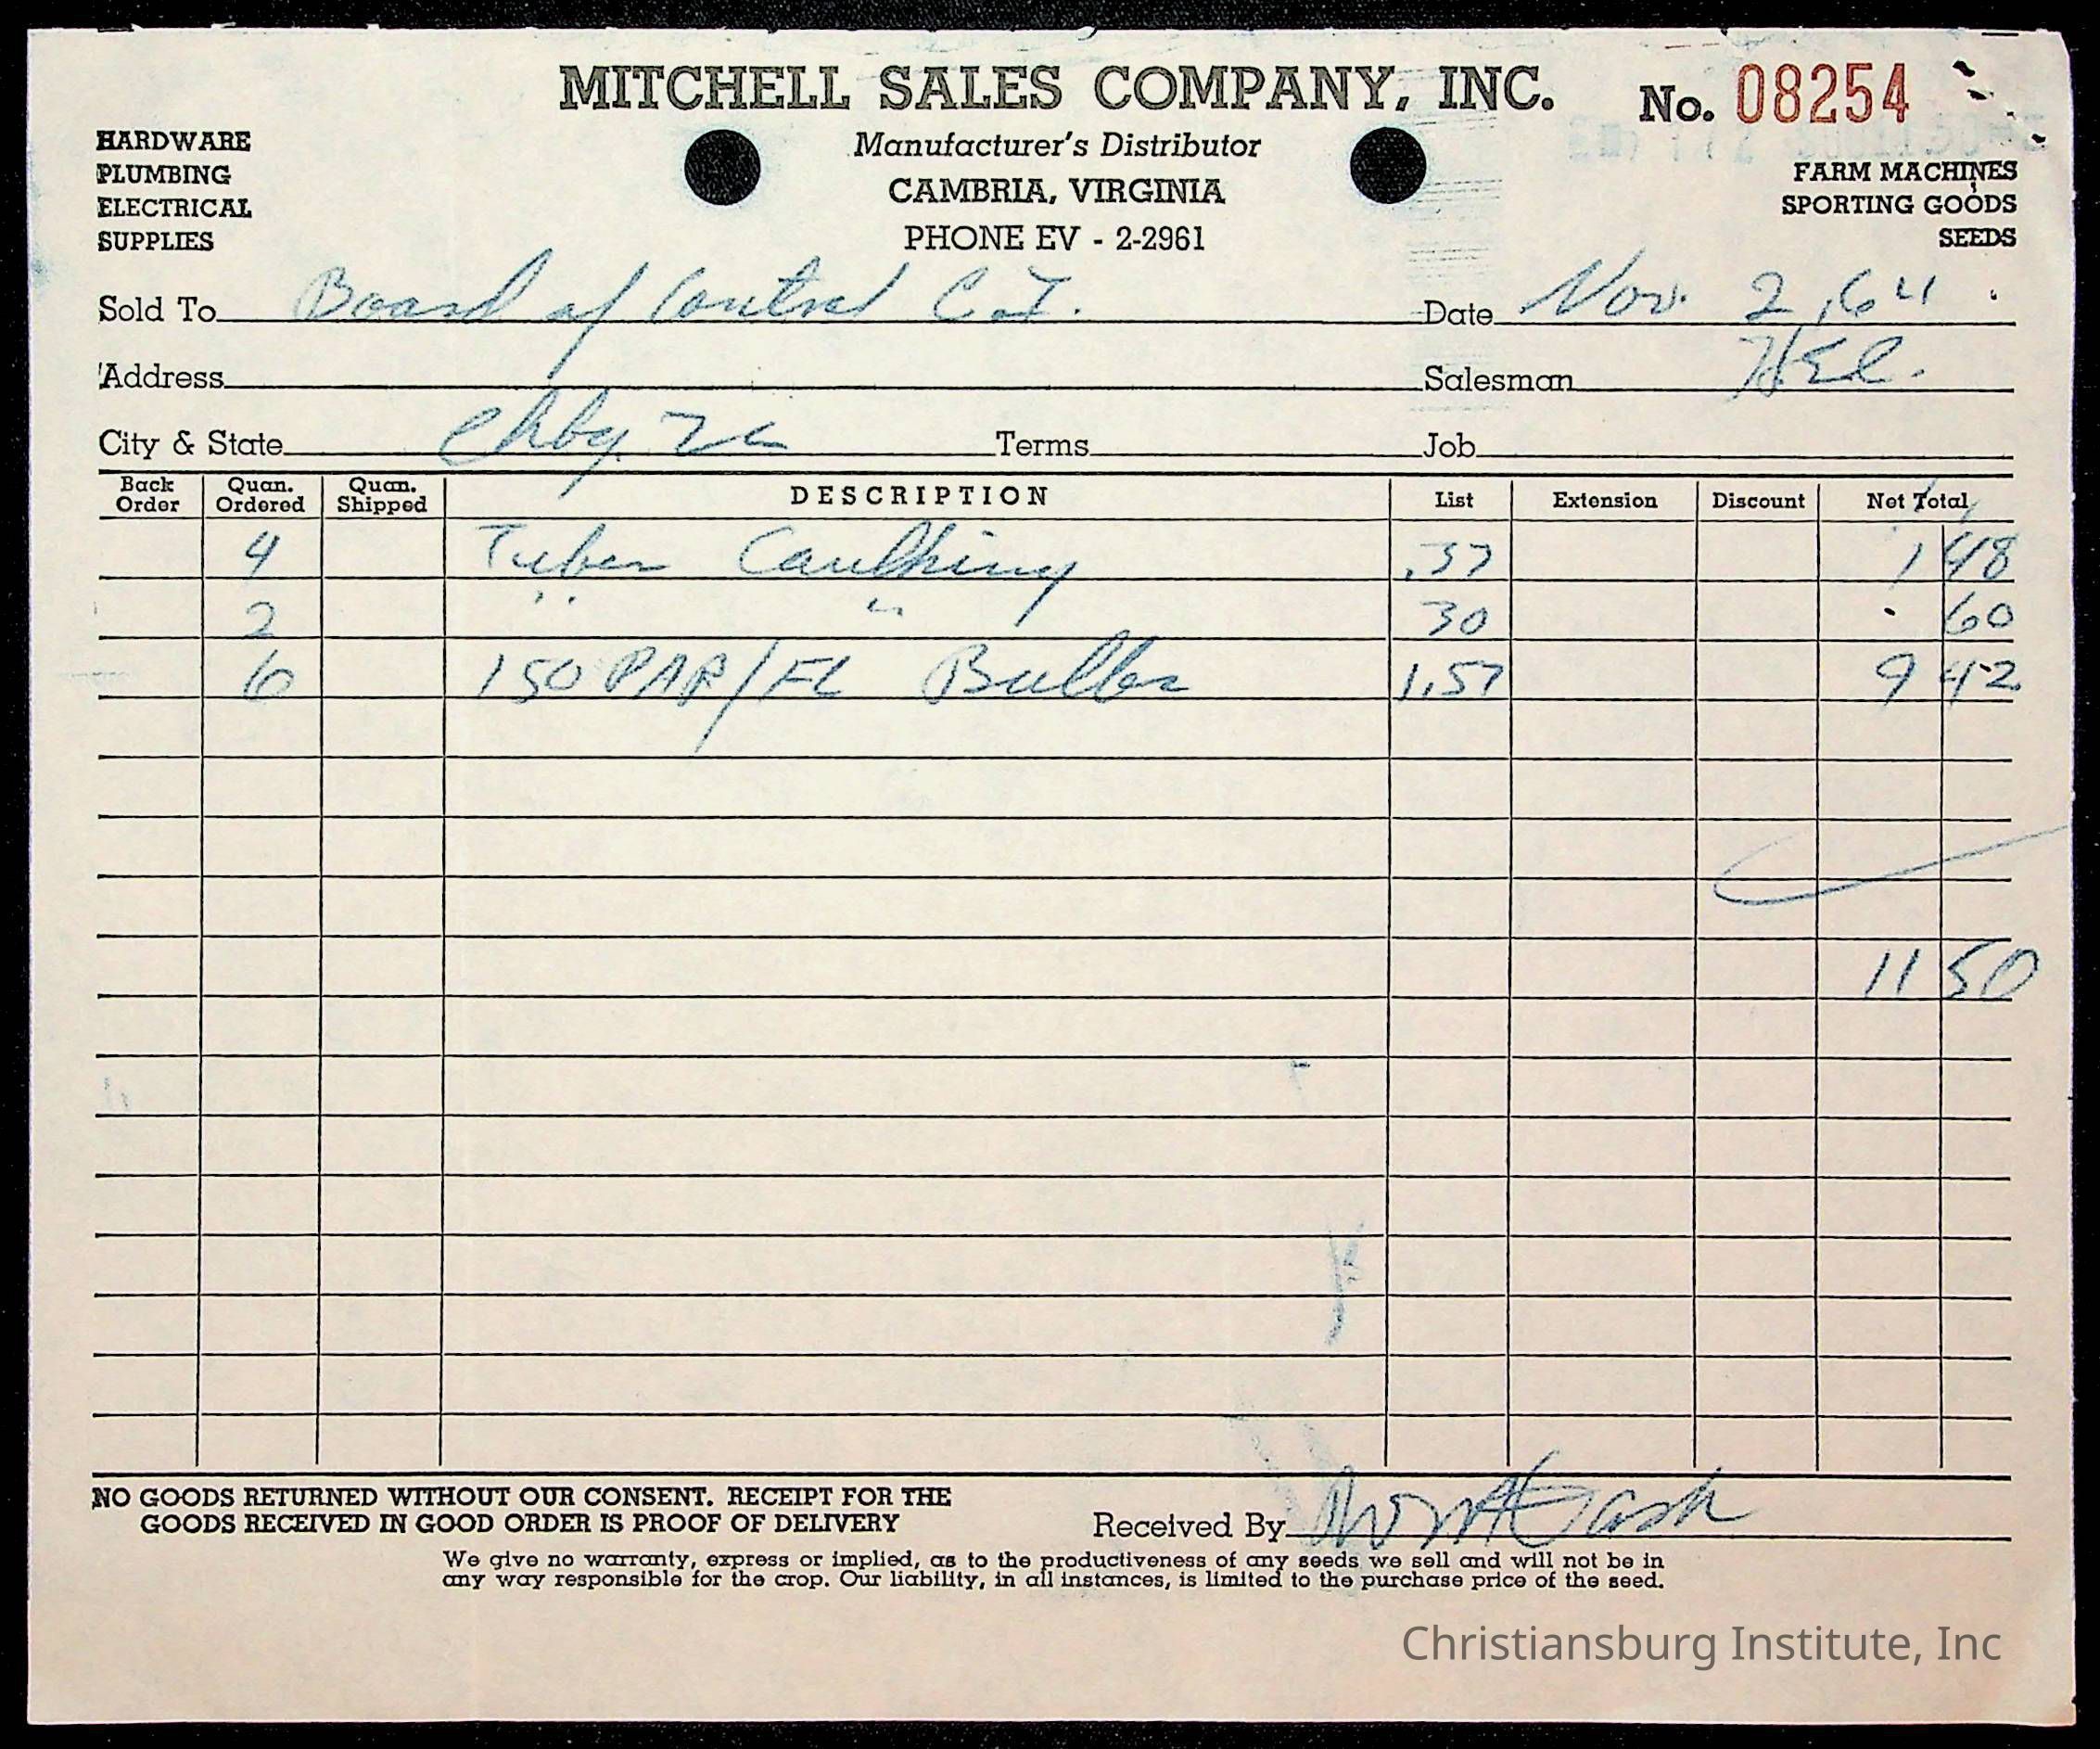 MITCHELL SALES COMPANY, INC.
No. 08254
HARDWARE
PLUMBING
ELECTRICAL
SUPPLIES
Manufacturer's Distributor
CAMBRIA, VIRGINIA
PHONE EV - 2-2961
FARM MACHINES
SPORTING GOODS
SEEDS
Sold To Board of Control C.I. Date Nov. 2, 64
Address Salesman
City & State Chbg. Va Terms Job
Back Order Quan. Ordered Quan. Shipped DESCRIPTION List Extension Discount Net Total
4 Tubes Caulking .37 1 48
2 " " 30 . 60
6 150 PAR/FL Bulbs 1.57 9 42
11 50
NO GOODS RETURNED WITHOUT OUR CONSENT. RECEIPT FOR THE
GOODS RECEIVED IN GOOD ORDER IS PROOF OF DELIVERY
Received By
We give no warranty, express or implied, as to the productiveness of any seeds we sell and will not be in
any way responsible for the crop. Our liability, in all instances, is limited to the purchase price of the seed.
Christiansburg Institute, Inc